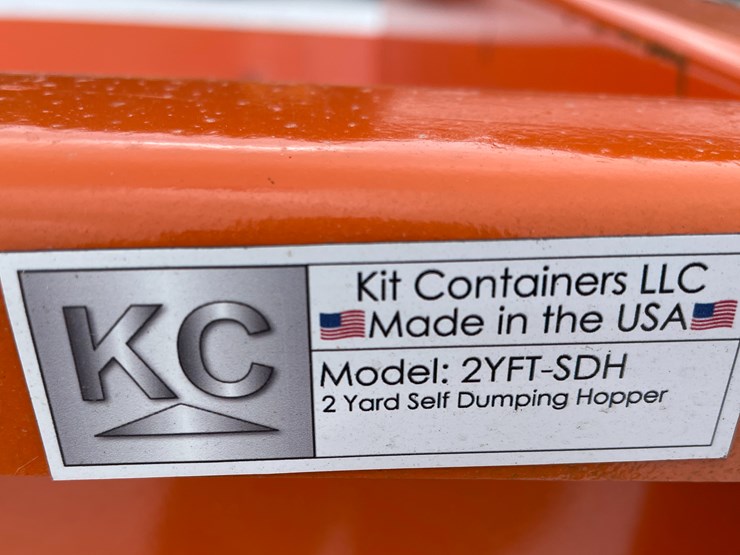 KC
Kit Containers LLC
Made in the USA
Model: 2YFT-SDH
2 Yard Self Dumping Hopper